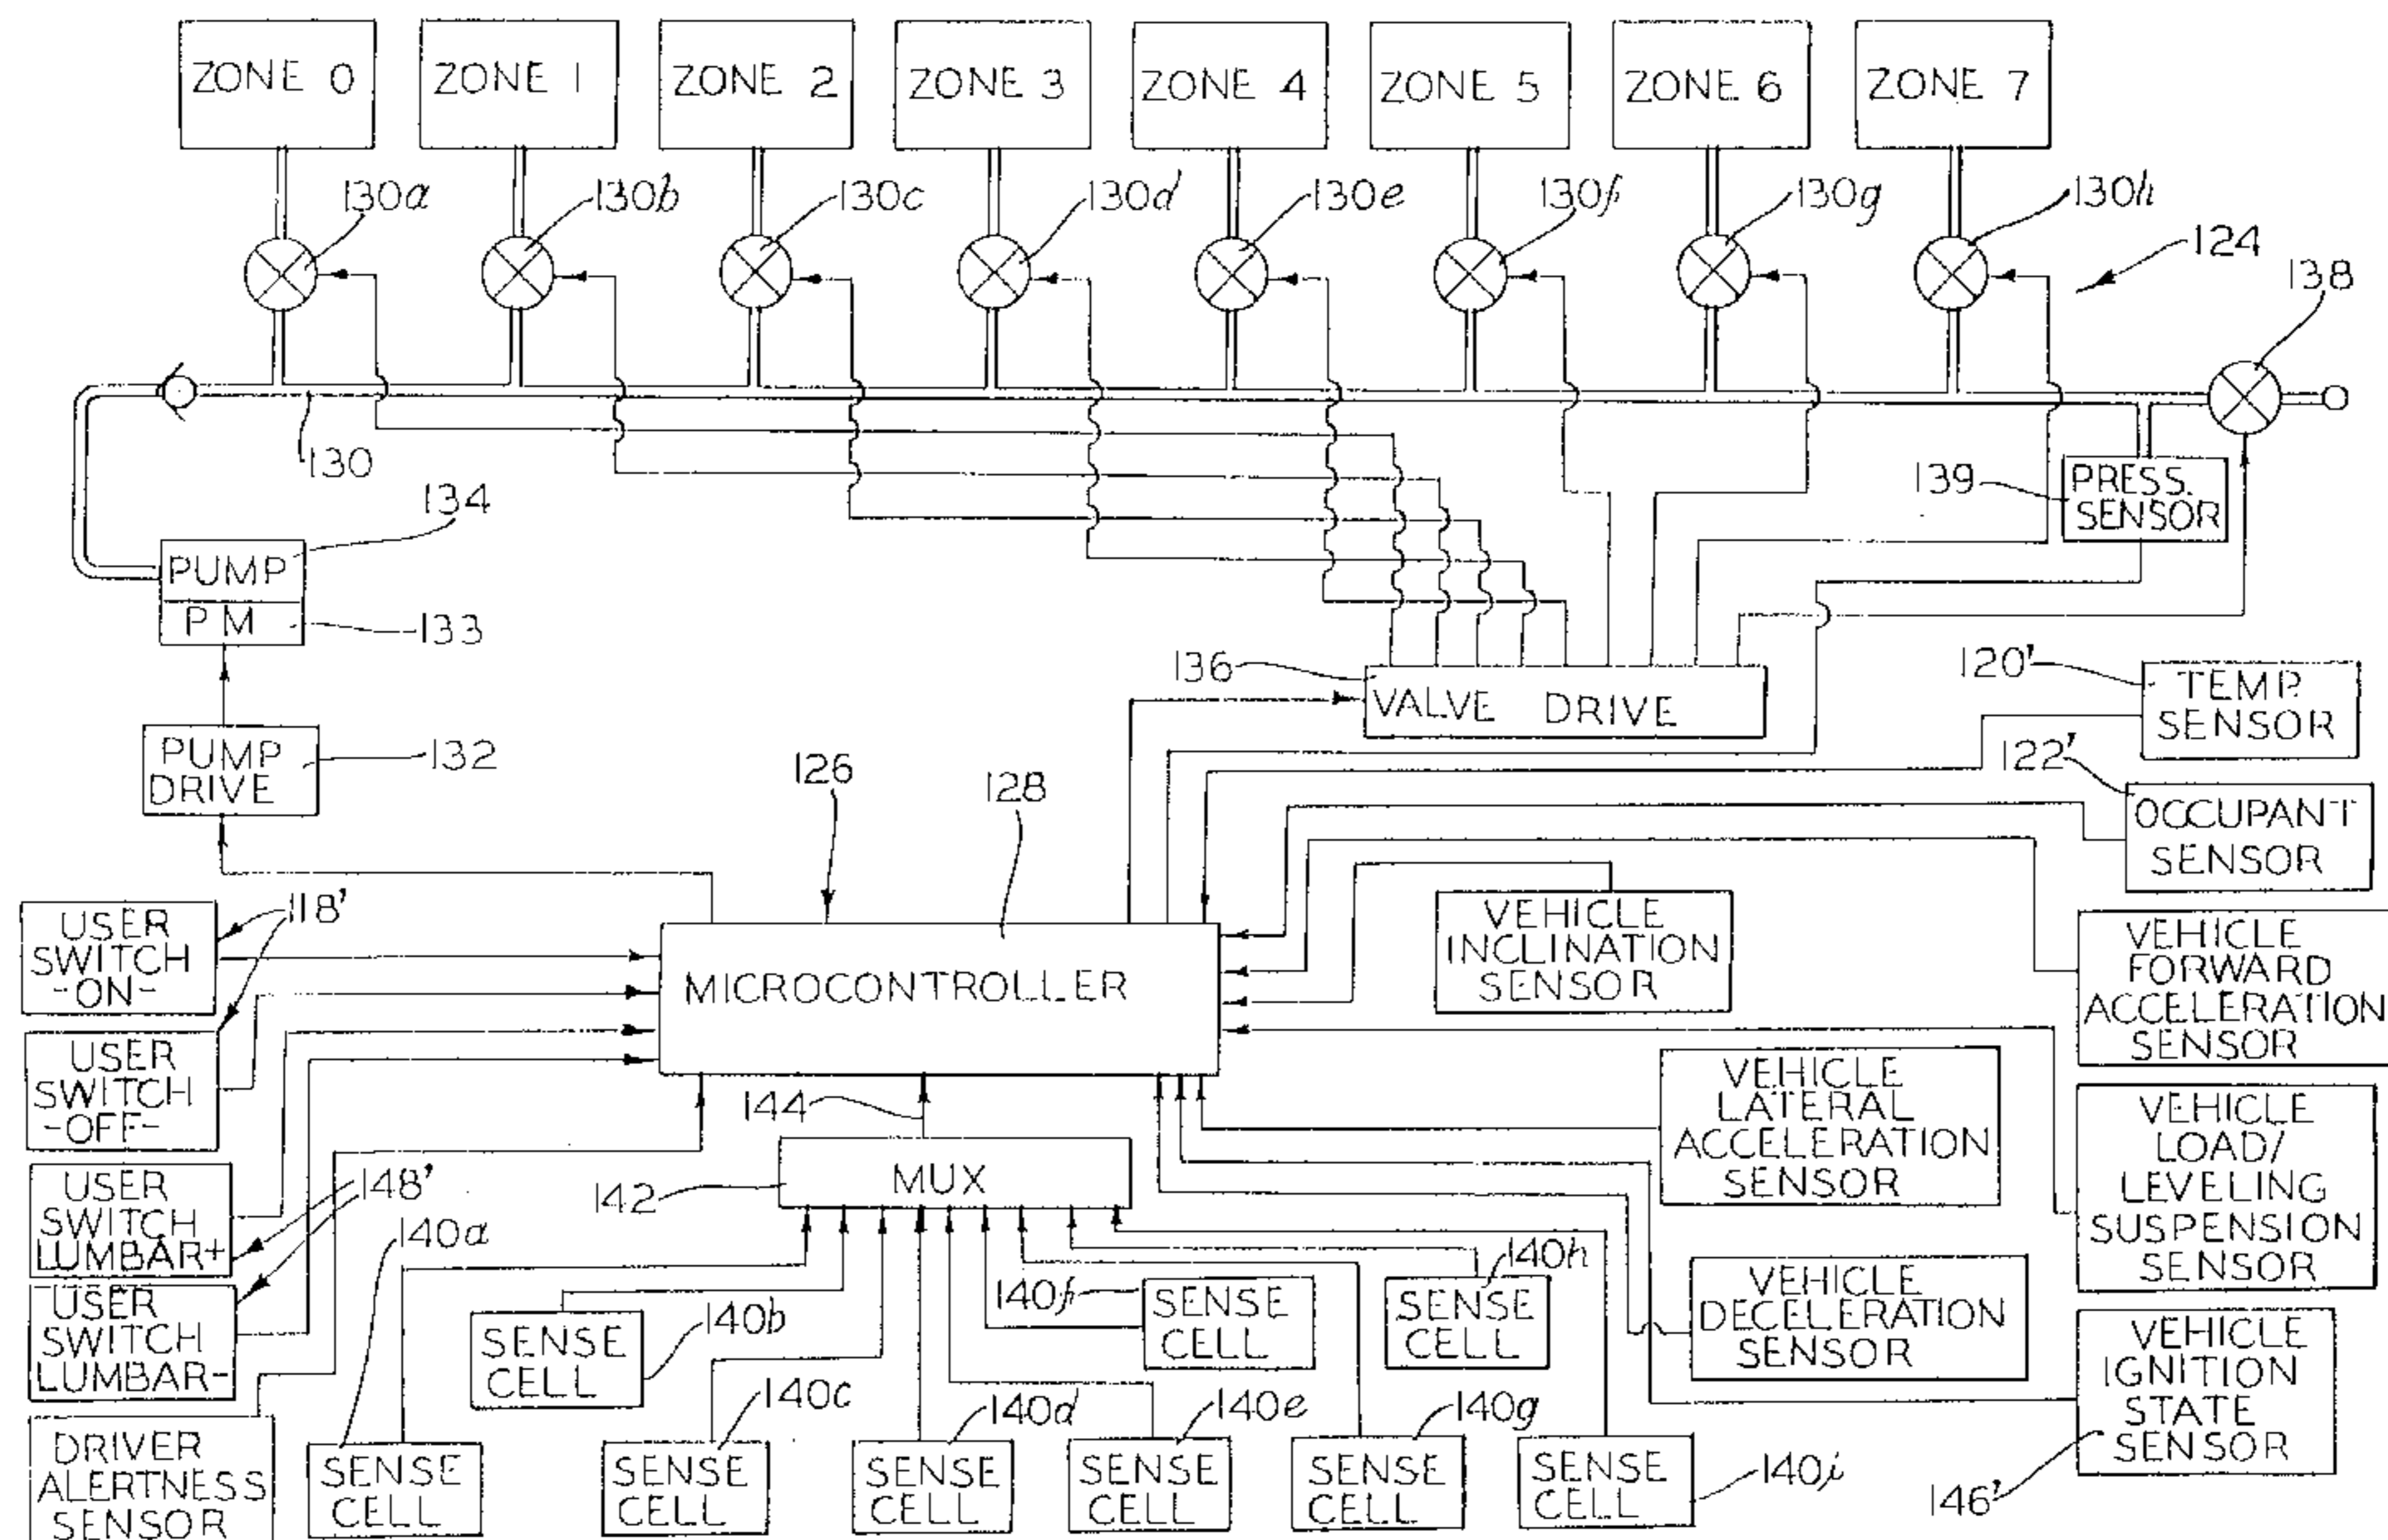 ZONE 0
ZONE 1
ZONE 2
ZONE 3
ZONE 4
ZONE 5
ZONE 6
ZONE 7
130a
130b
130c
130d
130e
130f
130g
130h
124
138
130
134
139
PRESS.
SENSOR
PUMP
PM
133
136
VALVE DRIVE
120'
TEMP.
SENSOR
PUMP
DRIVE
132
126
128
122'
OCCUPANT
SENSOR
USER
SWITCH
-ON-
118'
MICROCONTROLLER
VEHICLE
INCLINATION
SENSOR
VEHICLE
FORWARD
ACCELERATION
SENSOR
USER
SWITCH
-OFF-
144
VEHICLE
LATERAL
ACCELERATION
SENSOR
VEHICLE
LOAD/
LEVELING
SUSPENSION
SENSOR
USER
SWITCH
LUMBAR+
148'
142
MUX
140a
USER
SWITCH
LUMBAR-
SENSE
CELL
140b
140f
SENSE
CELL
140h
SENSE
CELL
VEHICLE
DECELERATION
SENSOR
VEHICLE
IGNITION
STATE
SENSOR
146'
DRIVER
ALERTNESS
SENSOR
SENSE
CELL
140c
SENSE
CELL
140d
SENSE
CELL
140e
SENSE
CELL
140g
SENSE
CELL
SENSE
CELL
140i